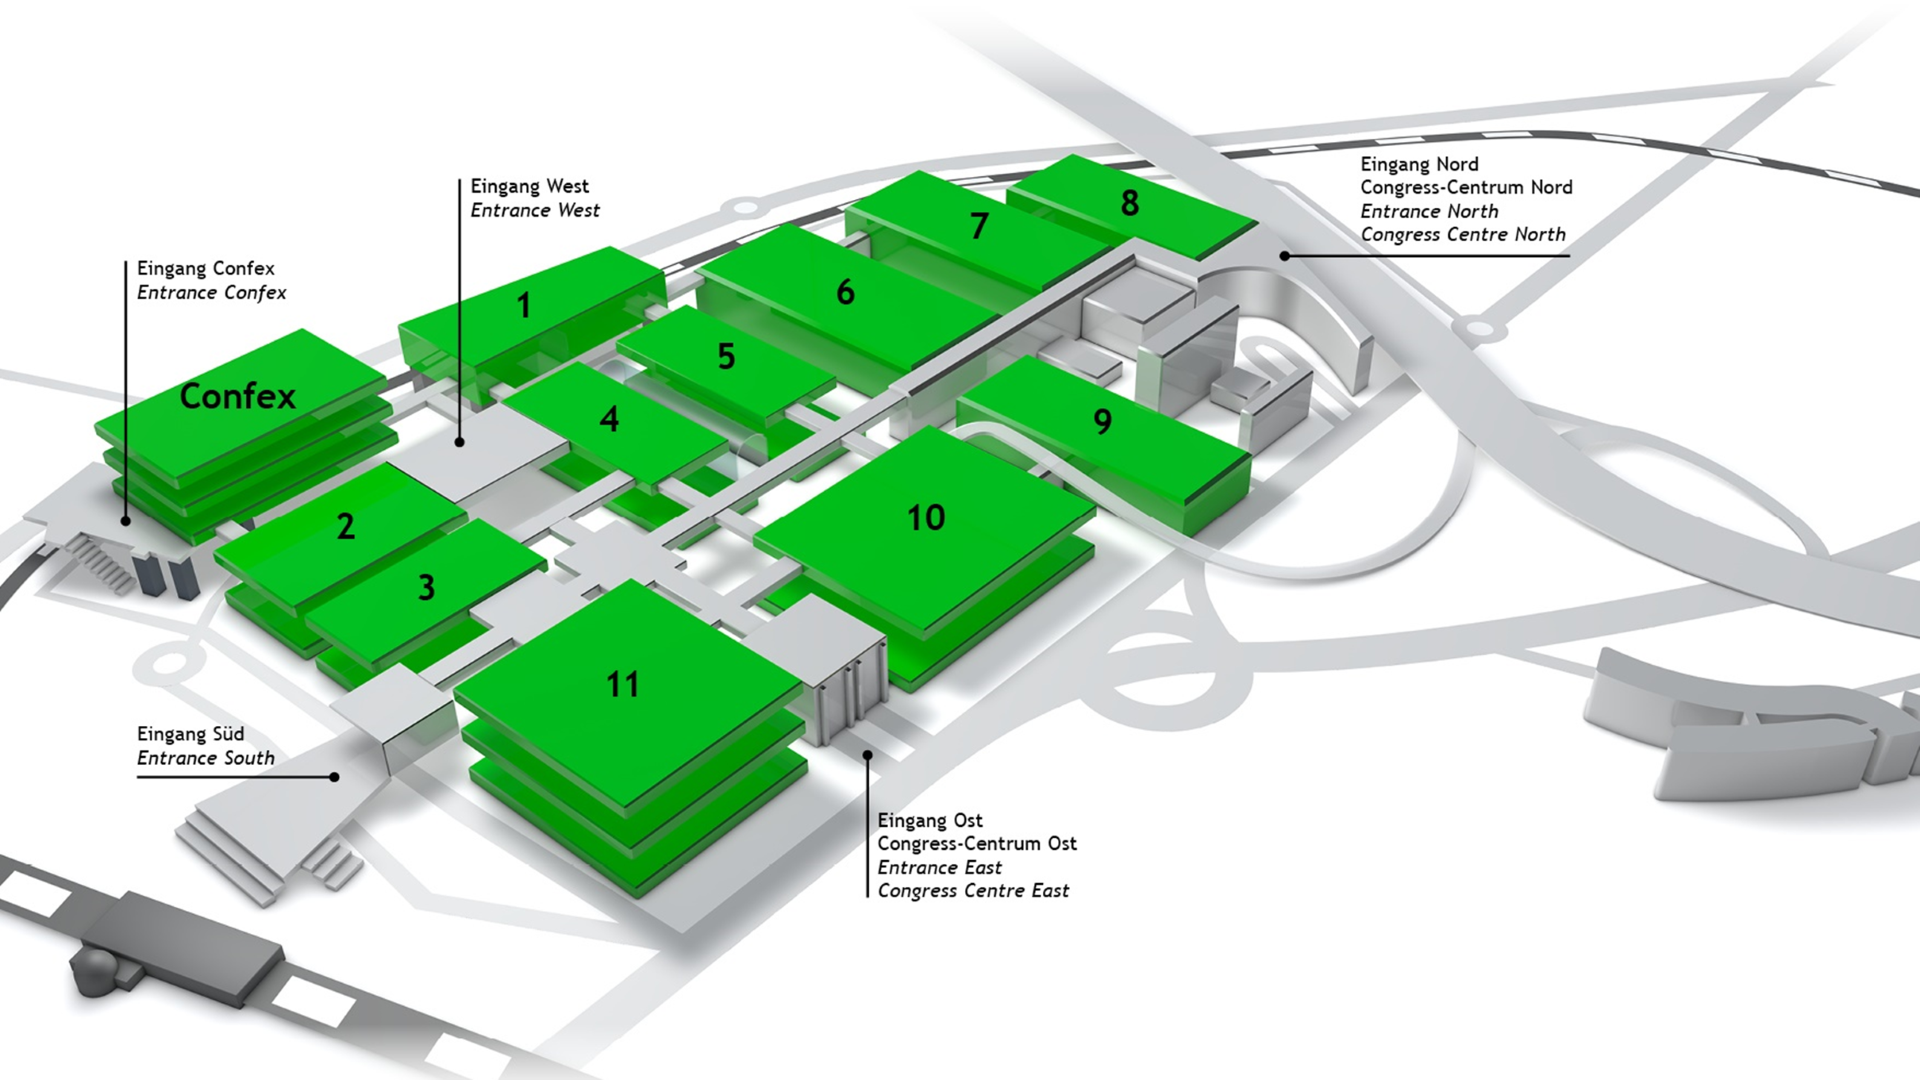 Eingang Nord
Congress-Centrum Nord
Entrance North
Congress Centre North
Eingang West
Entrance West
8
7
Eingang Confex
Entrance Confex
6
1
5
Confex
4
9
10
2
3
11
Eingang Süd
Entrance South
Eingang Ost
Congress-Centrum Ost
Entrance East
Congress Centre East